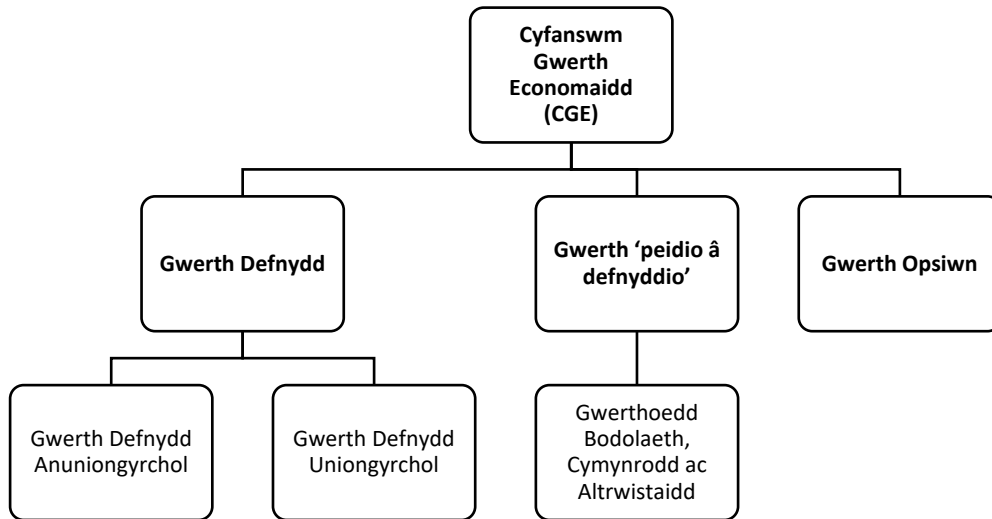 Cyfanswm
Gwerth
Economaidd
(CGE)
Gwerth Defnydd
Gwerth ‘peidio â
defnyddio’
Gwerth Opsiwn
Gwerth Defnydd
Anuniongyrchol
Gwerth Defnydd
Uniongyrchol
Gwerthoedd
Bodolaeth,
Cymynrodd ac
Altrwistaidd